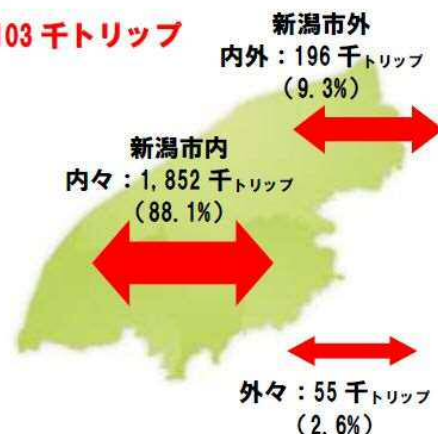 103 千トリップ
新潟市外
内外：196 千トリップ
（9.3%）
新潟市内
内々：1,852 千トリップ
（88.1%）
外々：55 千トリップ
（2.6%）